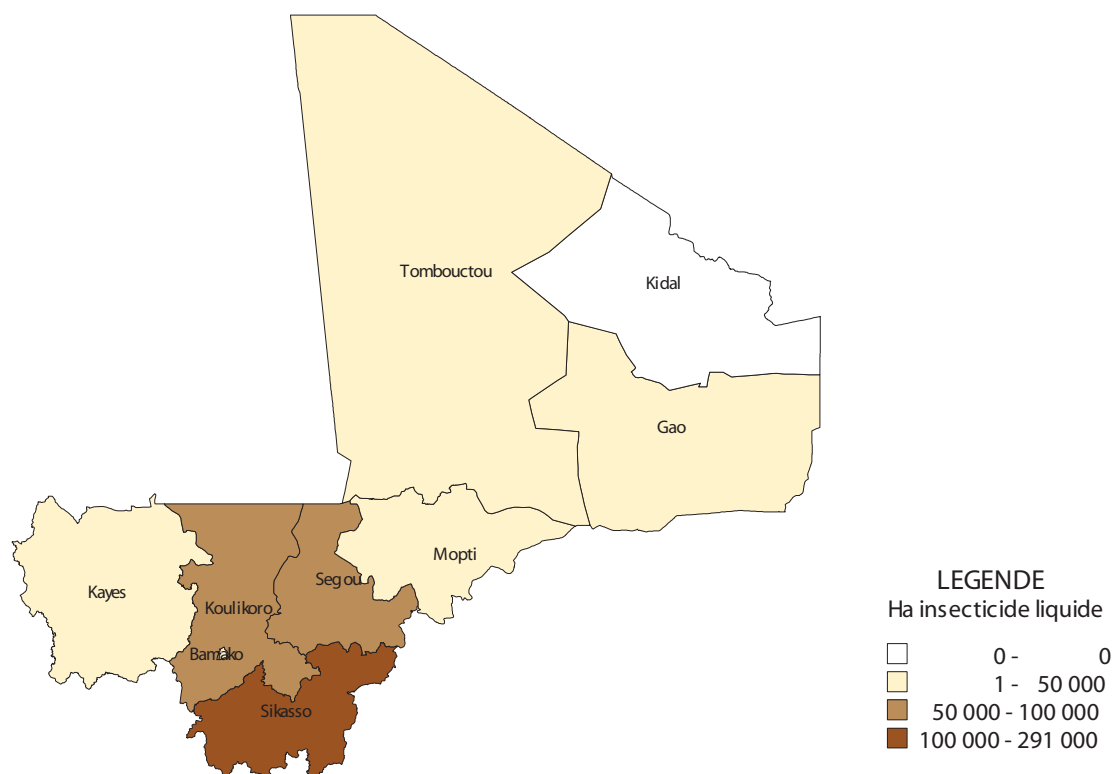 Tombouctou
Kidal
Gao
Mopti
Segou
Kayes
Koulikoro
Bamako
Sikasso
LEGENDE
Ha insecticide liquide
0 - 0
1 - 50 000
50 000 - 100 000
100 000 - 291 000